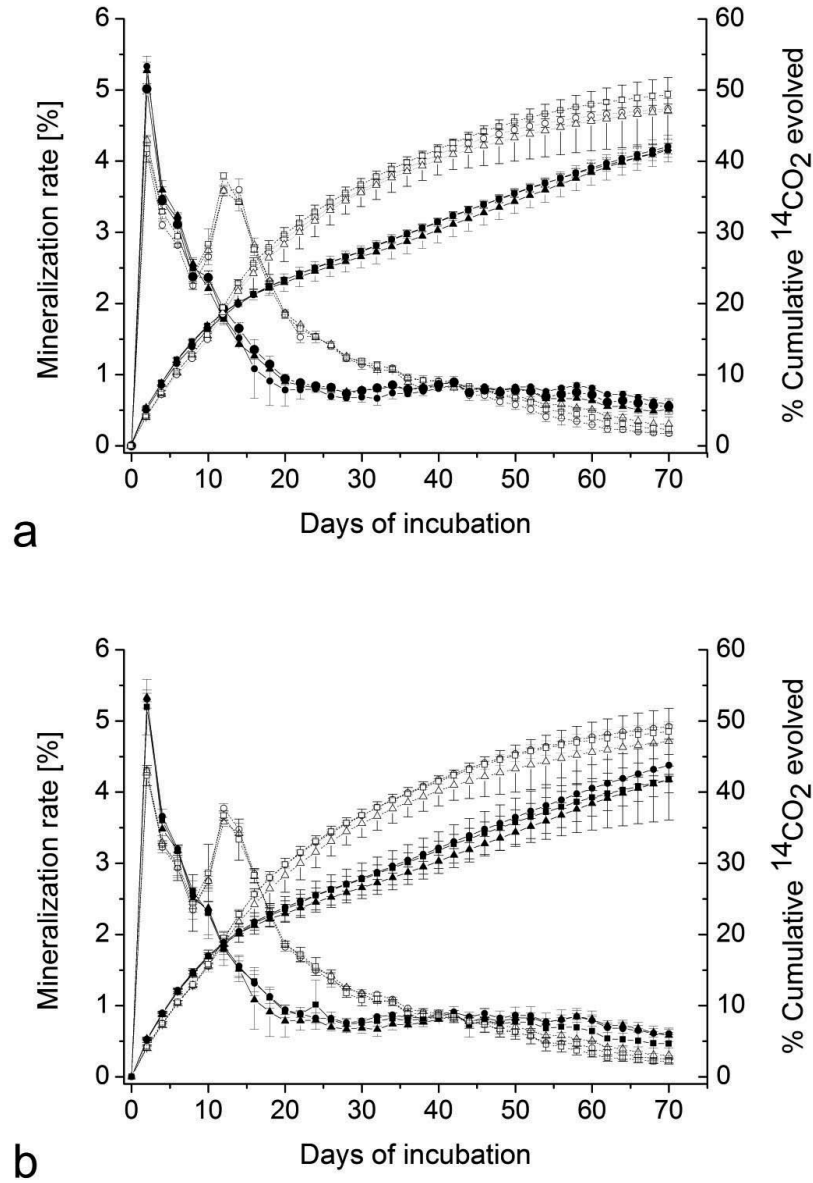 6
5
4
3
2
1
0
Mineralization rate [%]
60
50
40
30
20
10
0
% Cumulative ¹⁴CO₂ evolved
0 10 20 30 40 50 60 70
Days of incubation
a
6
5
4
3
2
1
0
Mineralization rate [%]
60
50
40
30
20
10
0
% Cumulative ¹⁴CO₂ evolved
0 10 20 30 40 50 60 70
Days of incubation
b